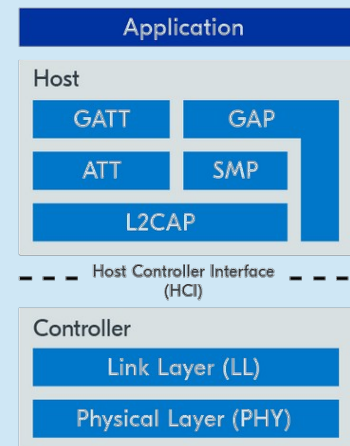 Application
Host
GATT GAP
ATT SMP
L2CAP
Host Controller Interface
(HCI)
Controller
Link Layer (LL)
Physical Layer (PHY)